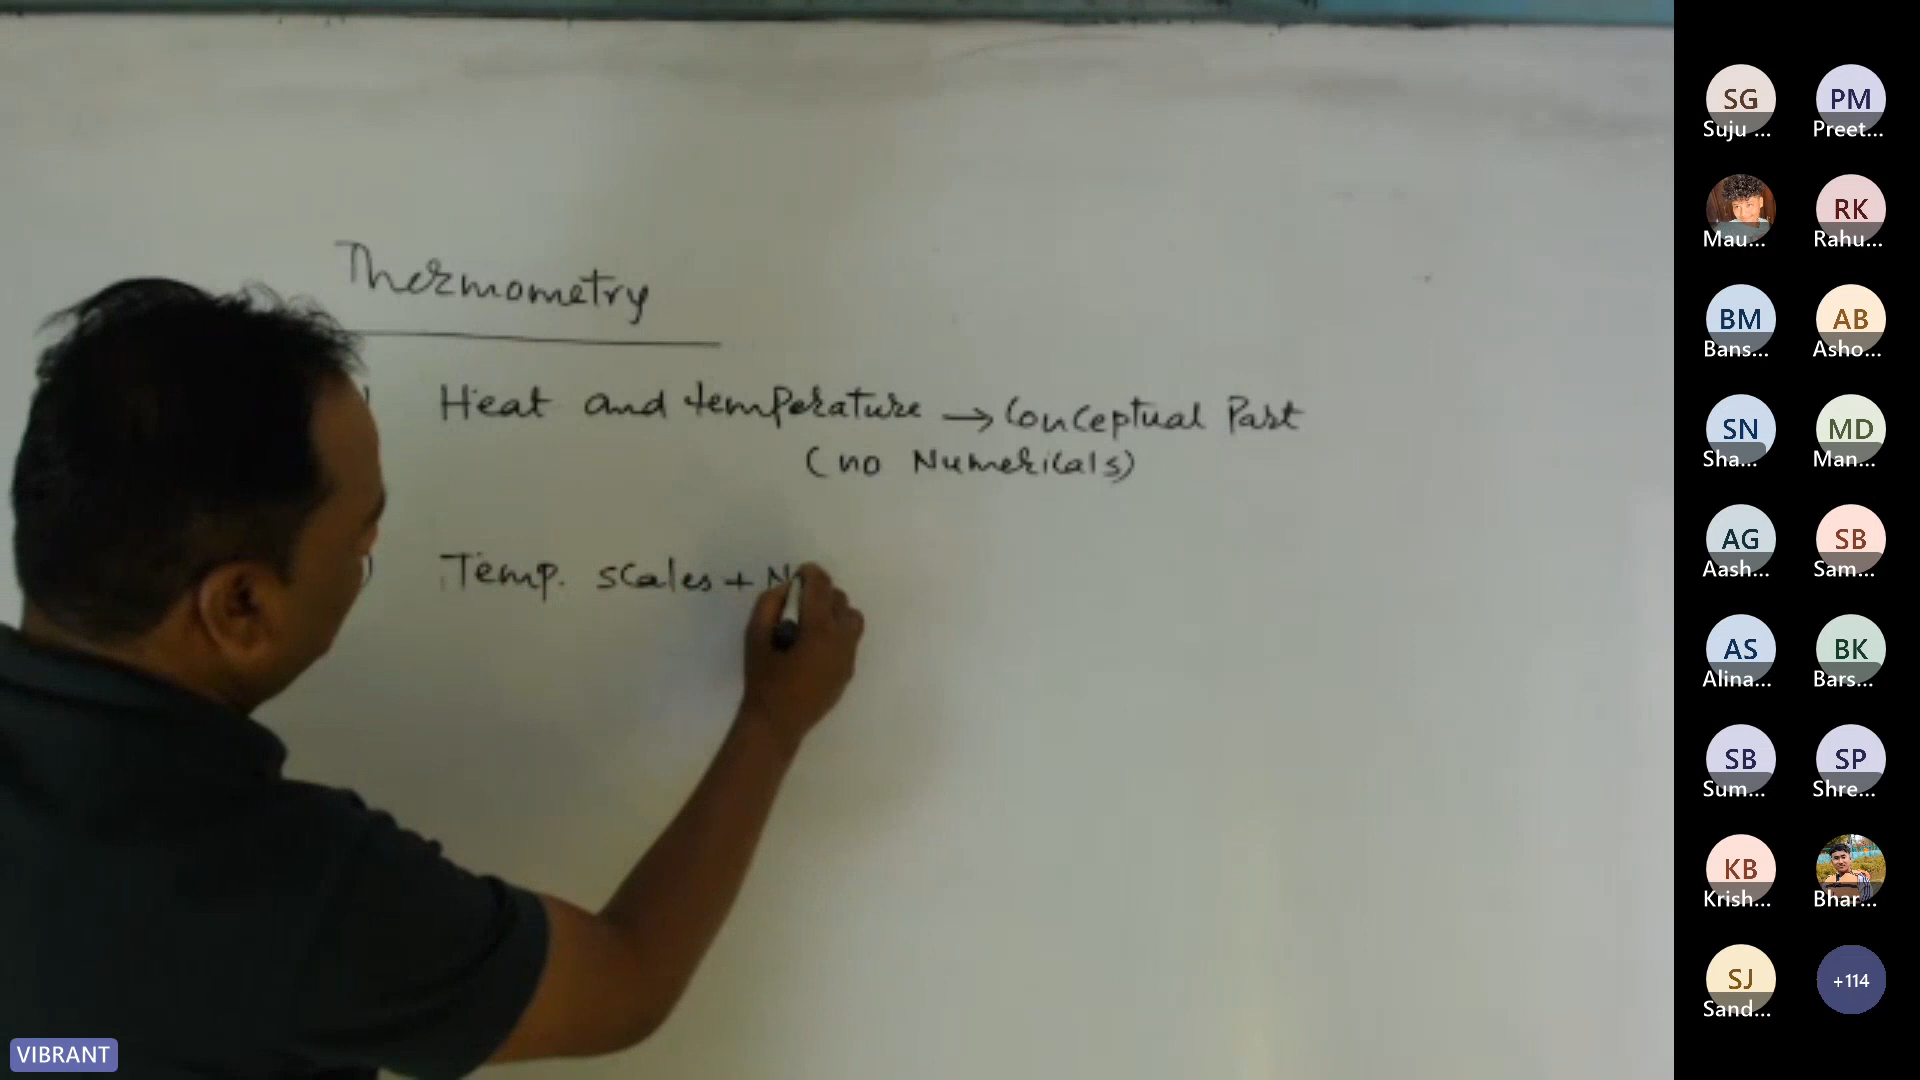 Thermometry
) Heat and temperature → Conceptual Part
(no Numericals)
) Temp. scales + N
SG PM
Suju ... Preet...
RK
Mau... Rahu...
BM AB
Bans... Asho...
SN MD
Sha... Man...
AG SB
Aash... Sam...
AS BK
Alina... Bars...
SB SP
Sum... Shre...
KB
Krish... Bhar...
SJ +114
Sand...
VIBRANT